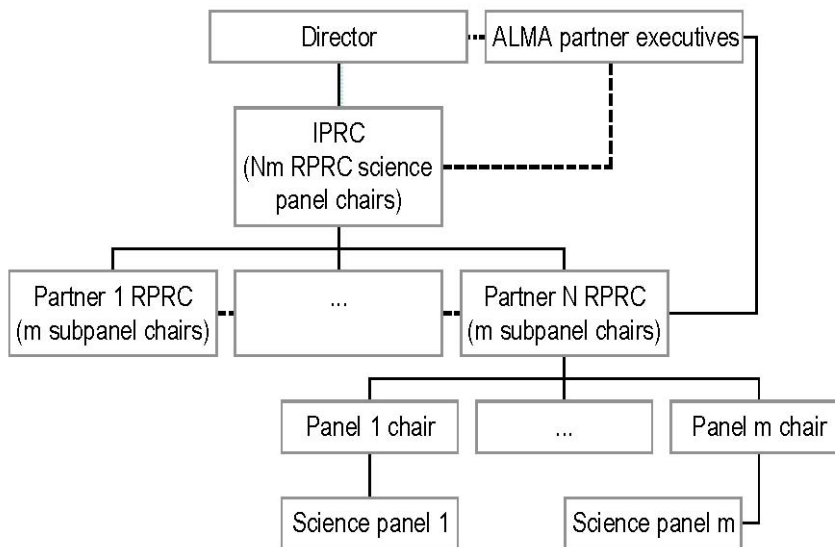 Director
ALMA partner executives
IPRC
(Nm RPRC science
panel chairs)
Partner 1 RPRC
(m subpanel chairs)
...
Partner N RPRC
(m subpanel chairs)
Panel 1 chair
...
Panel m chair
Science panel 1
Science panel m